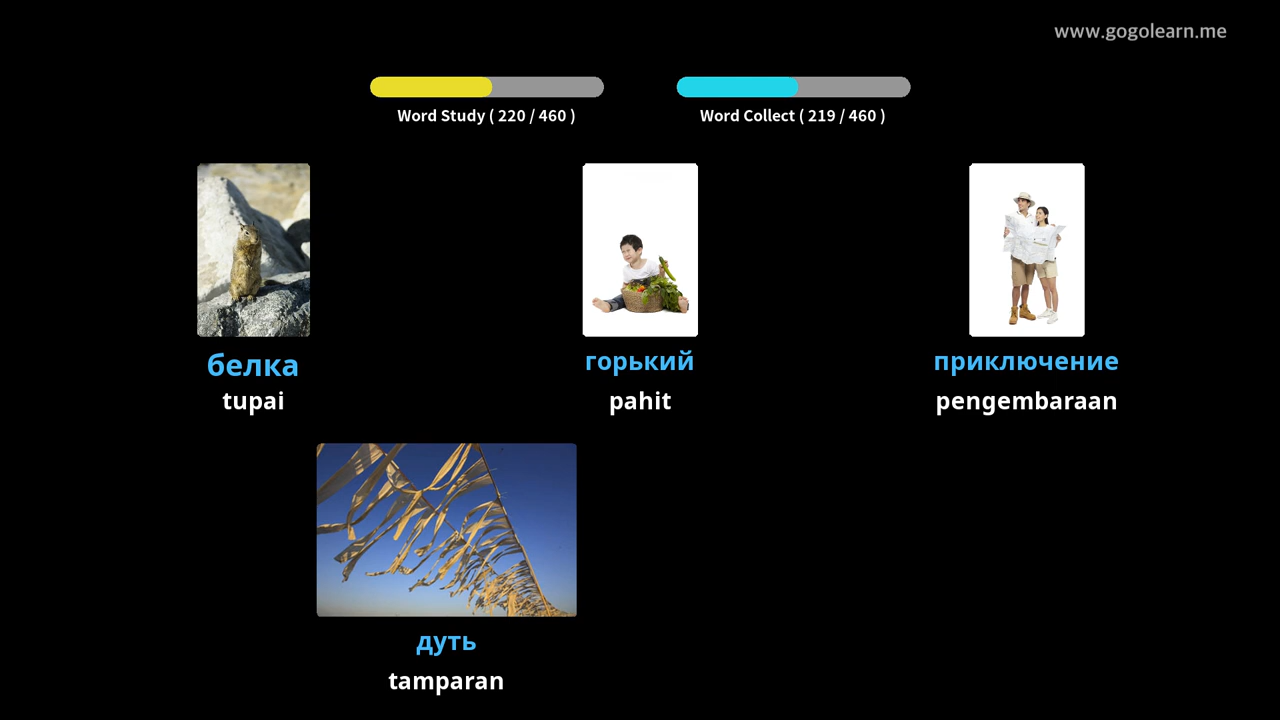 www.gogolearn.me
Word Study ( 220 / 460 )
Word Collect ( 219 / 460 )
белка
tupai
горький
pahit
приключение
pengembaraan
дуть
tamparan